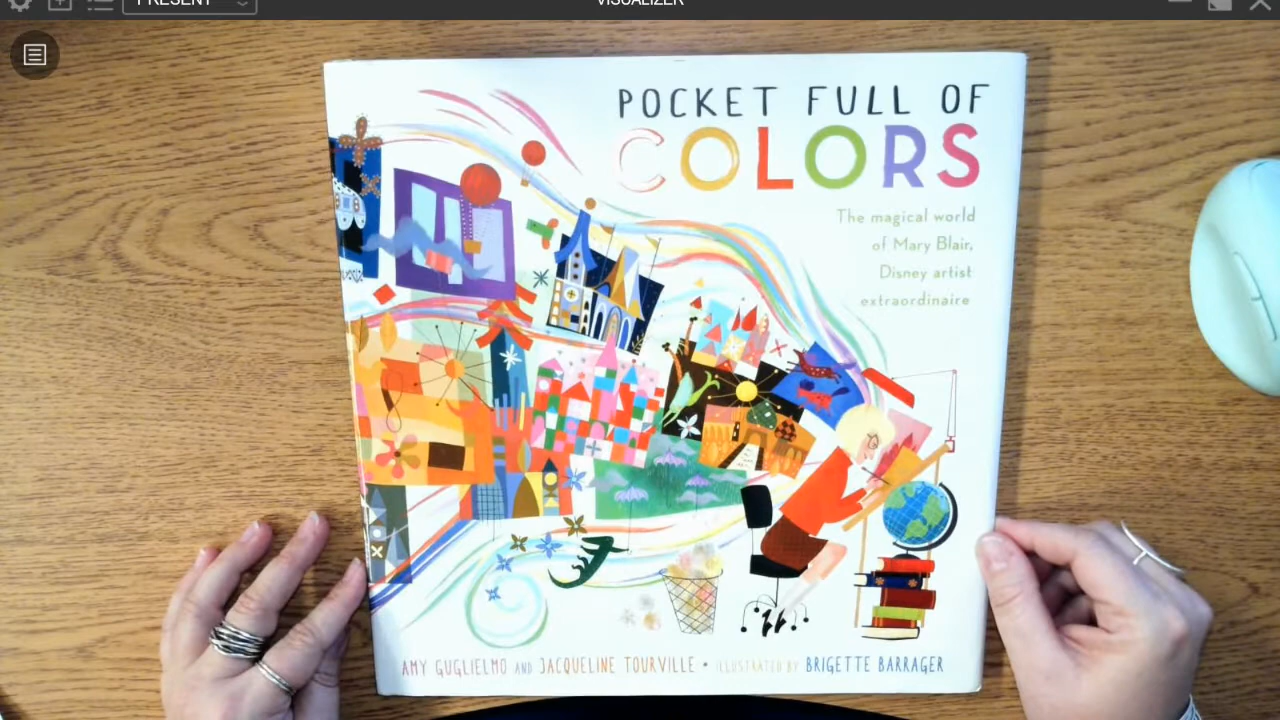 PRESENT
VISUALIZER
POCKET FULL OF
COLORS
The magical world
of Mary Blair,
Disney artist
extraordinaire
AMY GUGLIELMO AND JACQUELINE TOURVILLE • ILLUSTRATED BY BRIGETTE BARRAGER